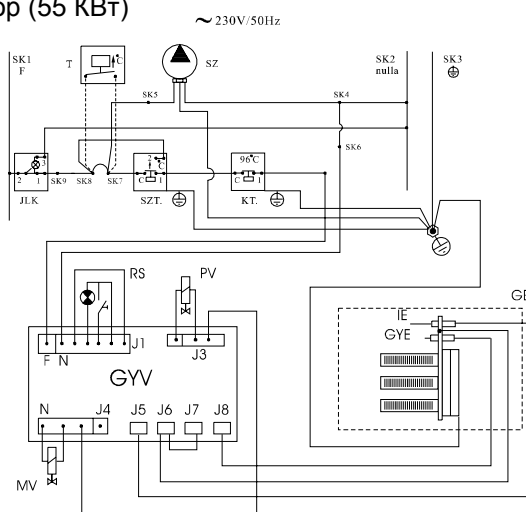 ор (55 КВт)
~ 230V/50Hz
SK1
F
T
°C
SZ
SK2
nulla
SK3
SK5
SK4
SK6
96°C
2
°C
3
2 1
SK9
SK8
SK7
C 1
C 1
JLK
SZT.
KT.
RS
PV
GE
IE
GYE
J1
F N
J3
GYV
N
J4
J5
J6
J7
J8
MV